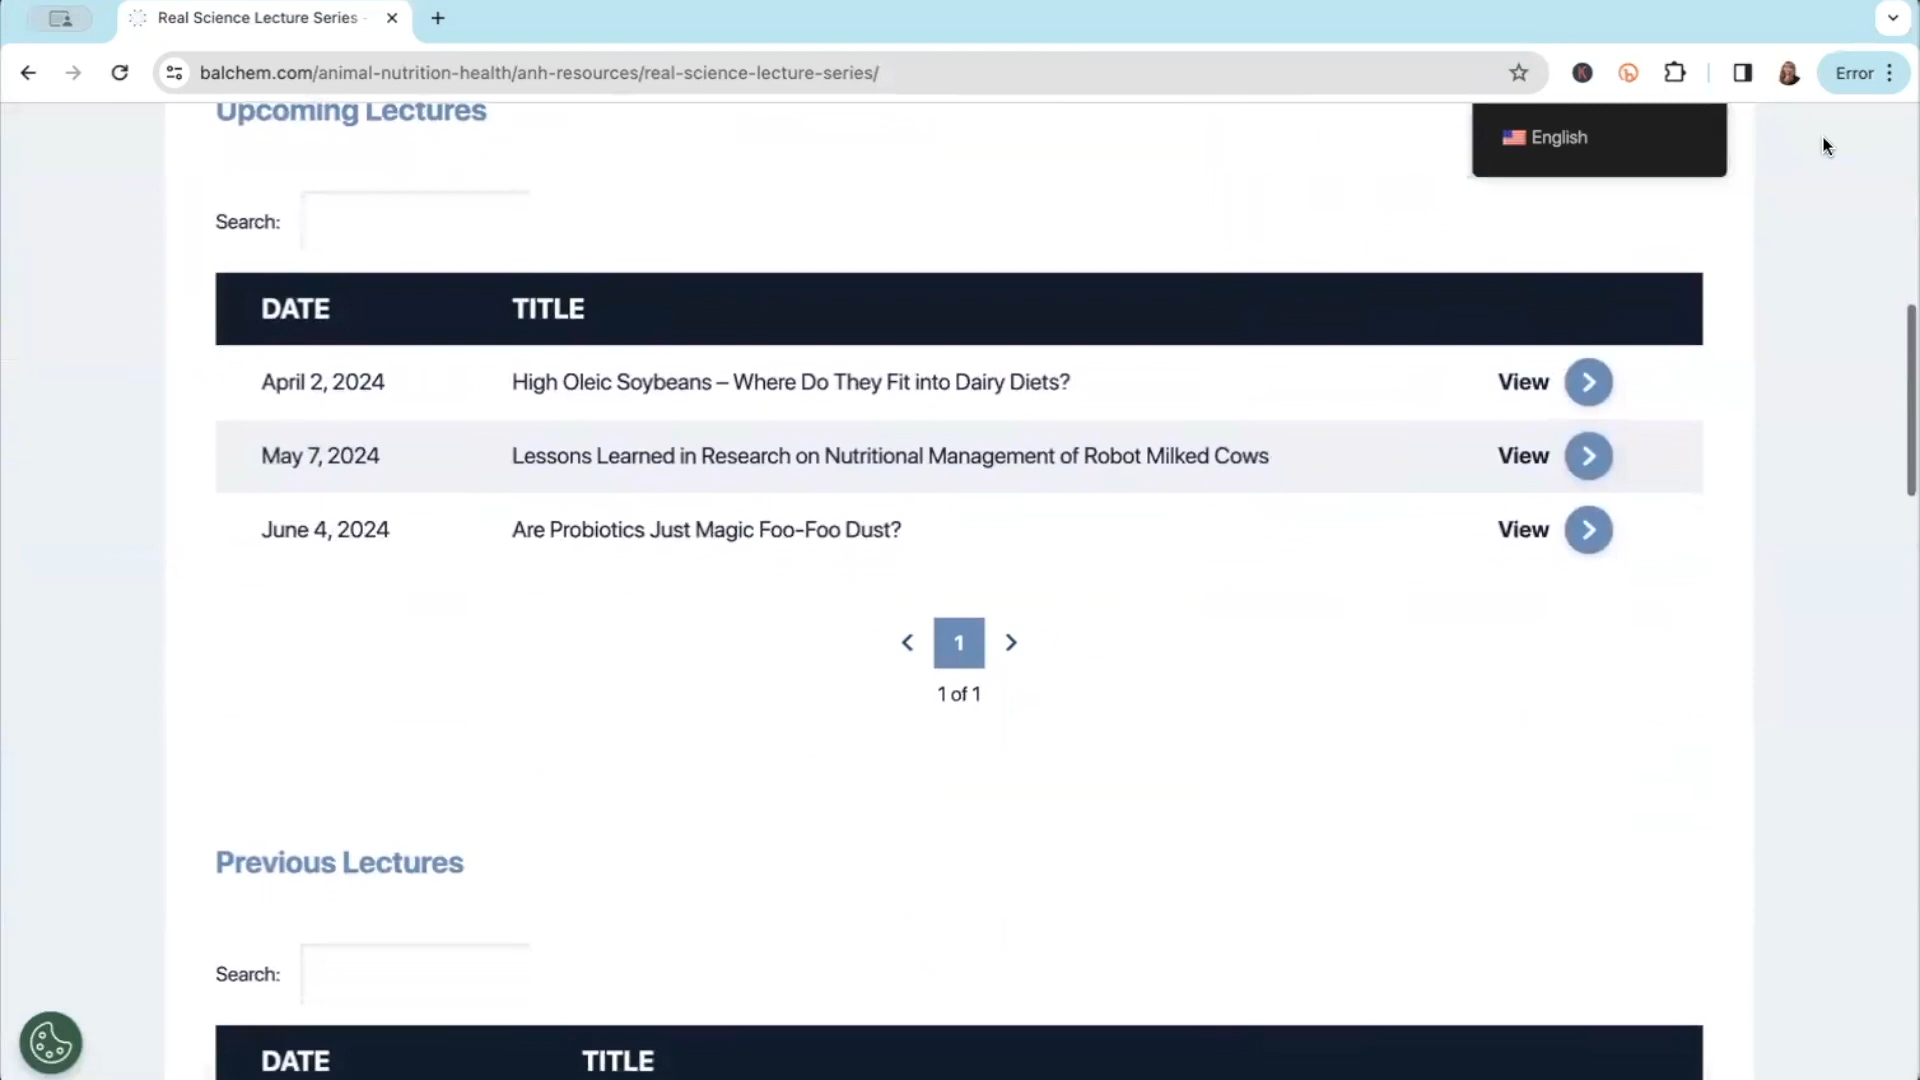 Real Science Lecture Series -
balchem.com/animal-nutrition-health/anh-resources/real-science-lecture-series/
Error
Upcoming Lectures
English
Search:
DATE TITLE
April 2, 2024 High Oleic Soybeans – Where Do They Fit into Dairy Diets? View
May 7, 2024 Lessons Learned in Research on Nutritional Management of Robot Milked Cows View
June 4, 2024 Are Probiotics Just Magic Foo-Foo Dust? View
1
1 of 1
Previous Lectures
Search:
DATE TITLE